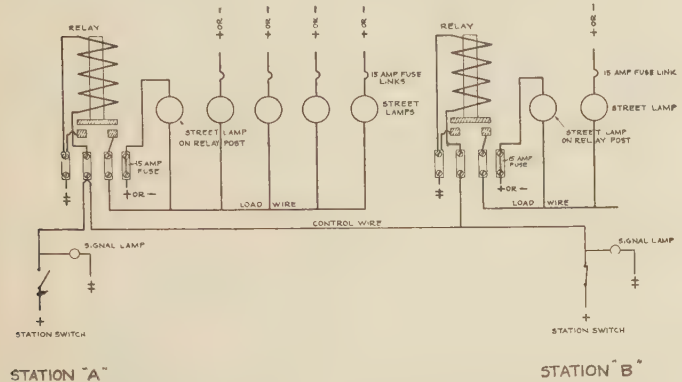 + OR -
+ OR -
+ OR -
+ OR -
+ OR -
RELAY
RELAY
15 AMP FUSE
LINKS
15 AMP FUSE LINK
STREET
LAMPS
STREET LAMP
STREET LAMP
ON RELAY POST
STREET LAMP
ON RELAY POST
15 AMP
FUSE
15 AMP
FUSE
+ OR -
+ OR -
LOAD WIRE
LOAD WIRE
CONTROL WIRE
SIGNAL LAMP
SIGNAL LAMP
+
+
STATION SWITCH
STATION SWITCH
STATION "A"
STATION "B"